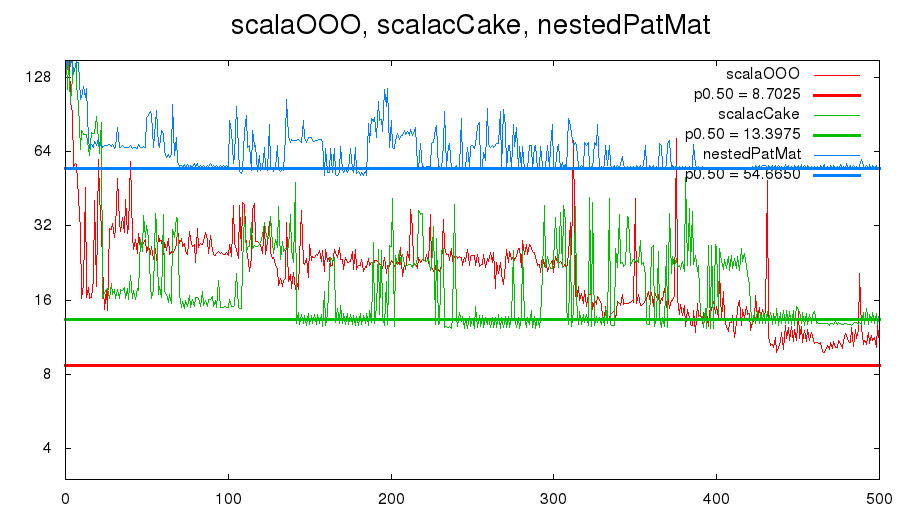 scalaOOO, scalacCake, nestedPatMat
128
64
32
16
8
4
0 100 200 300 400 500
scalaOOO
p0.50 = 8.7025
scalacCake
p0.50 = 13.3975
nestedPatMat
p0.50 = 54.6650